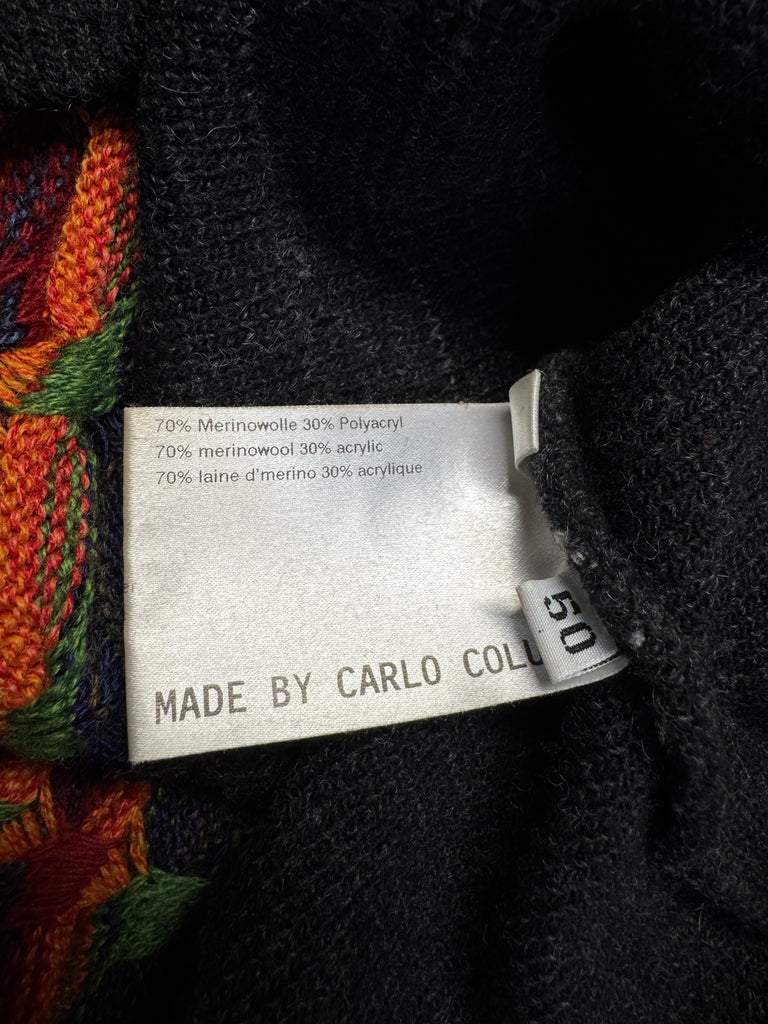 70% Merinowolle 30% Polyacryl
70% merinowool 30% acrylic
70% laine d'merino 30% acrylique
MADE BY CARLO COLU
50